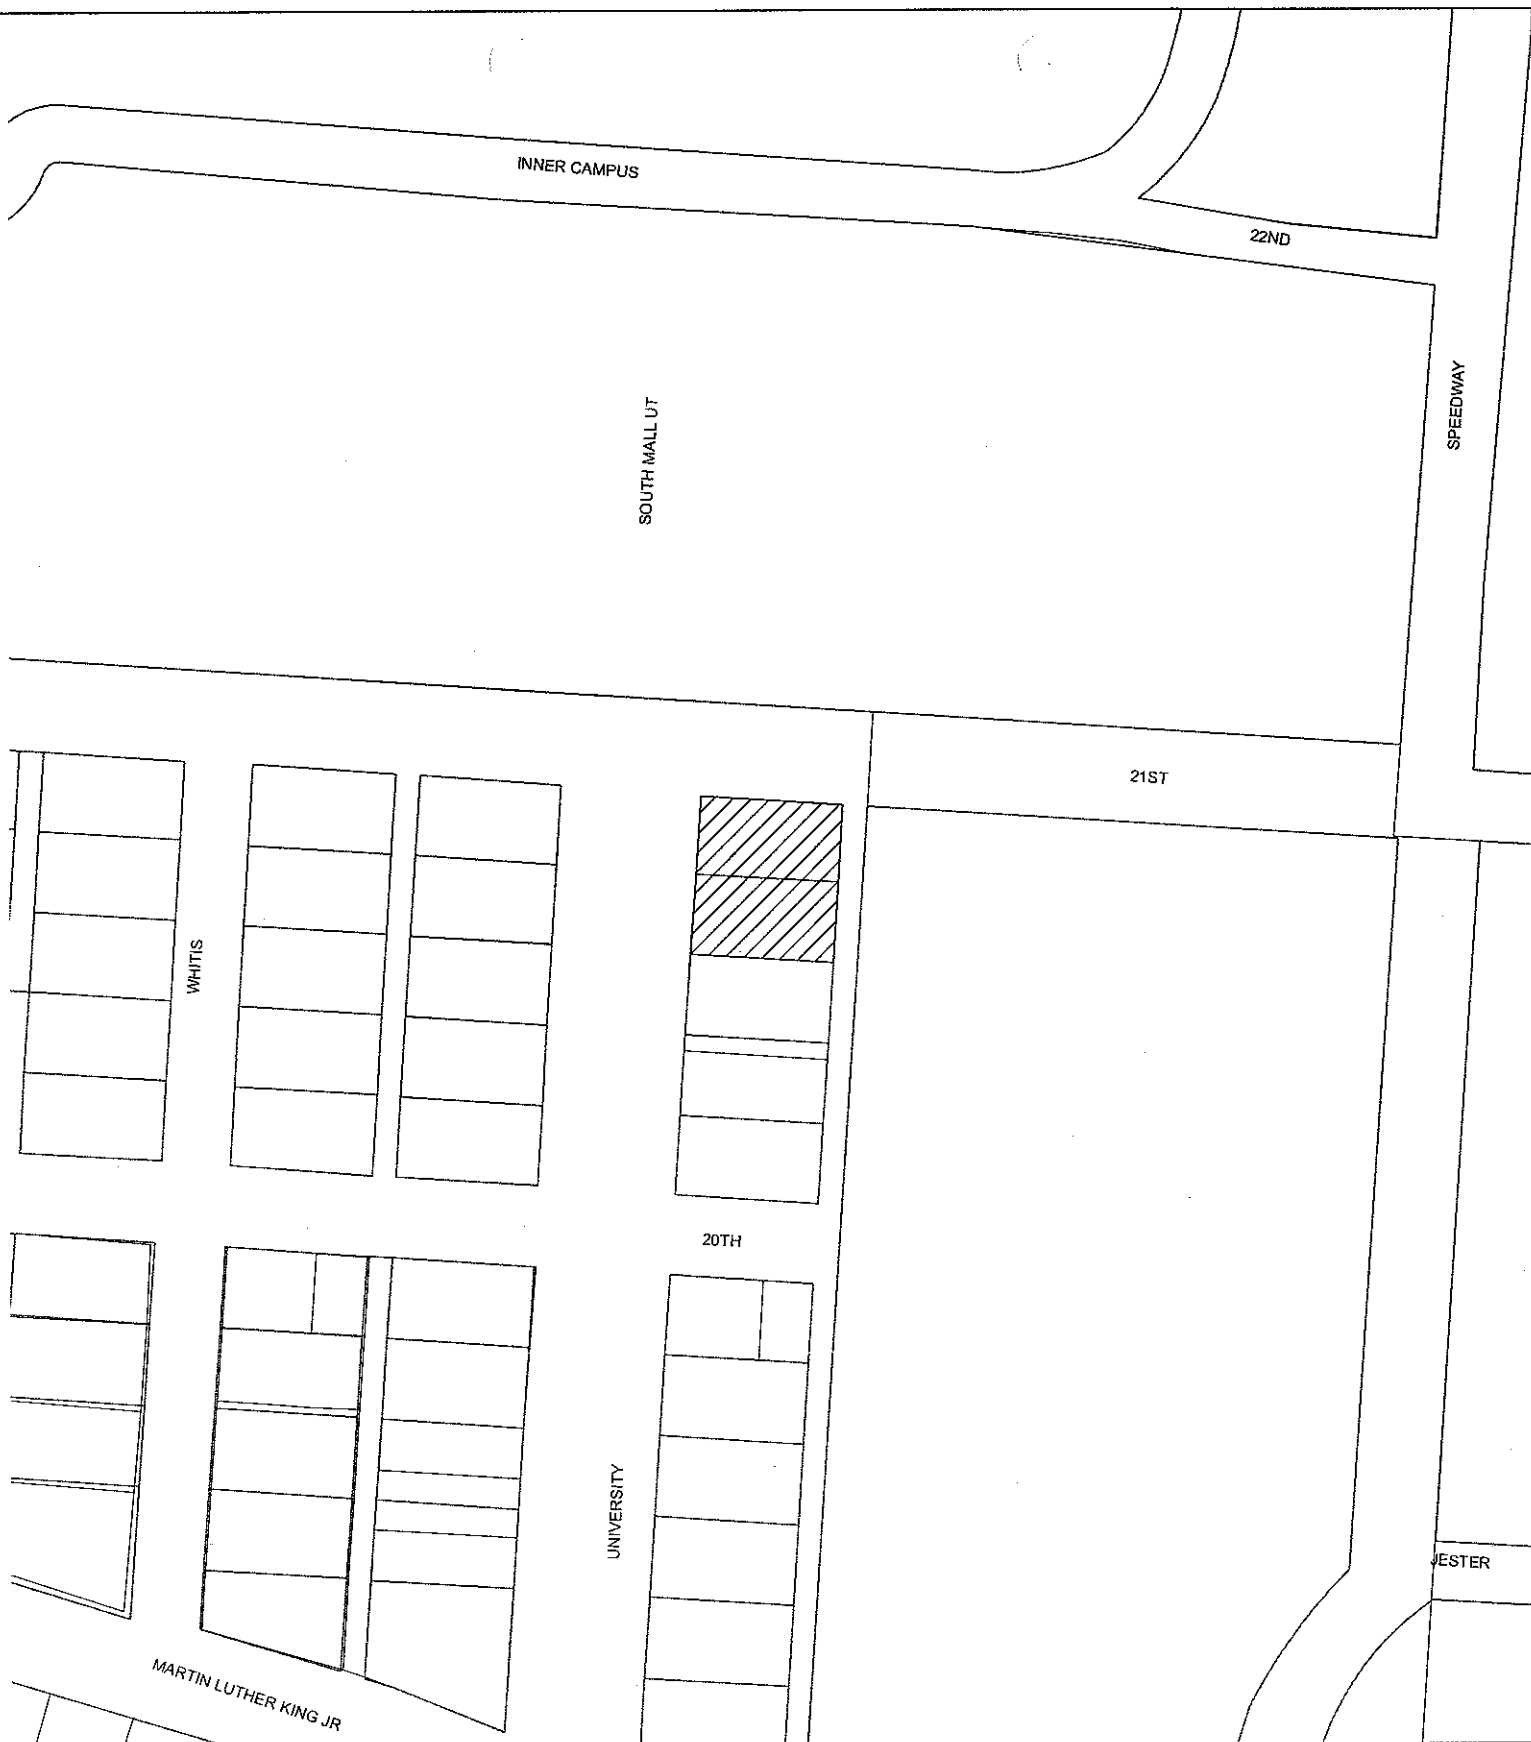 INNER CAMPUS
22ND
SPEEDWAY
SOUTH MALL UT
21ST
WHITIS
20TH
UNIVERSITY
JESTER
MARTIN LUTHER KING JR